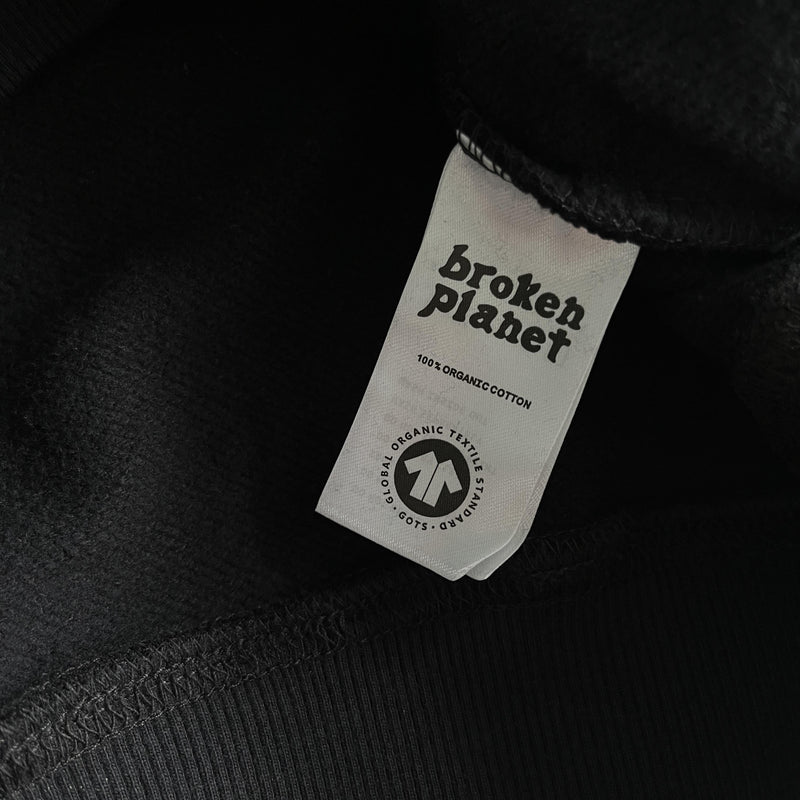 broken
planet
100% ORGANIC COTTON
GLOBAL ORGANIC TEXTILE STANDARD · GOTS ·